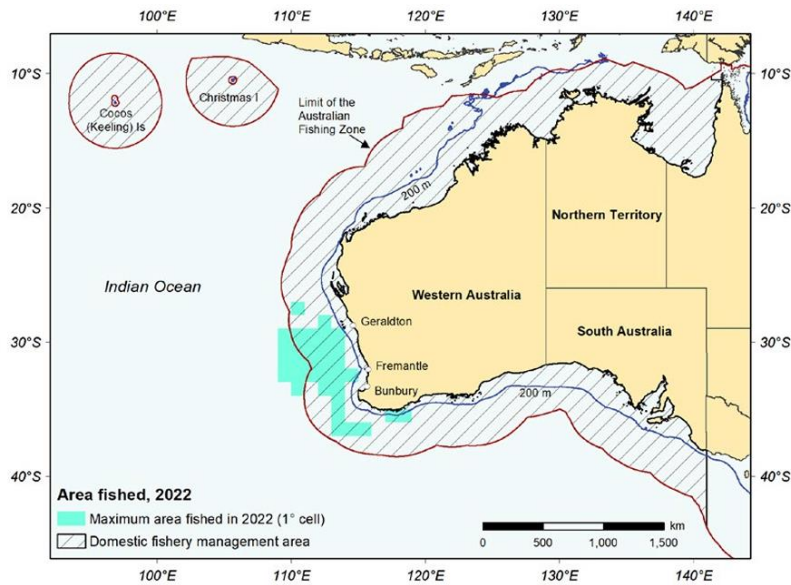 100°E 110°E 120°E 130°E 140°E
10°S 10°S
Cocos
(Keeling) Is
Christmas I
Limit of the
Australian
Fishing Zone
200 m
20°S 20°S
Northern Territory
Indian Ocean
Western Australia
South Australia
Geraldton
30°S 30°S
Fremantle
Bunbury
200 m
40°S 40°S
Area fished, 2022
Maximum area fished in 2022 (1° cell)
Domestic fishery management area
km
0 500 1,000 1,500
100°E 110°E 120°E 130°E 140°E